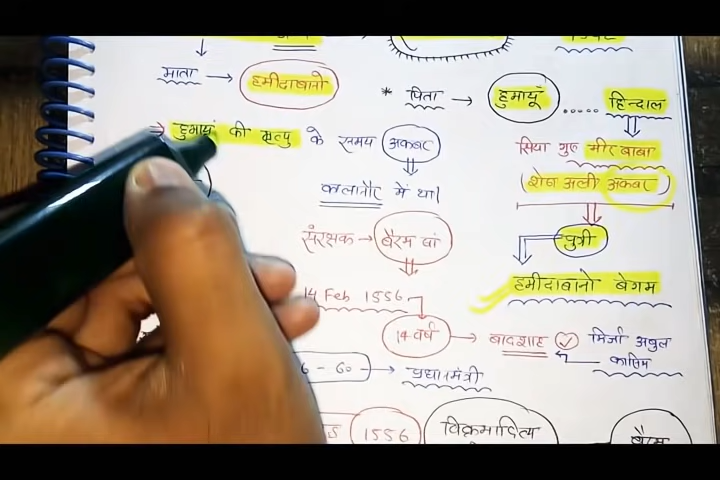 माता → हमीदाबानो
* पिता → हुमायूं ..... हिन्दाल
→ हुमायूं की मृत्यु के समय अकबर
सिया गुरु मीर बाबा
कलानौर में था।
(शेख अली अकबर)
संरक्षक → बैरम खां
पुत्री
14 Feb 1556
हमीदाबानो बेगम
14 वर्ष → बादशाह मिर्जा अबुल
कासिम
- 60 → प्रधानमंत्री
1556 विक्रमादित्य बैरम